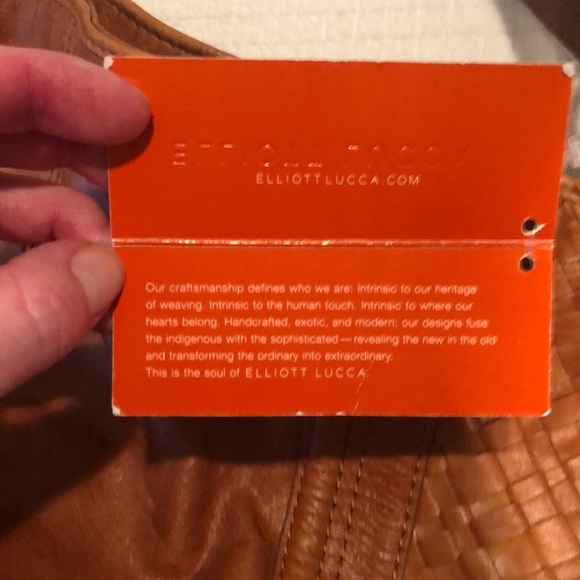 ELLIOTT LUCCA
ELLIOTTLUCCA.COM
Our craftsmanship defines who we are: Intrinsic to our heritage
of weaving. Intrinsic to the human touch. Intrinsic to where our
hearts belong. Handcrafted, exotic, and modern; our designs fuse
the indigenous with the sophisticated—revealing the new in the old
and transforming the ordinary into extraordinary.
This is the soul of ELLIOTT LUCCA.